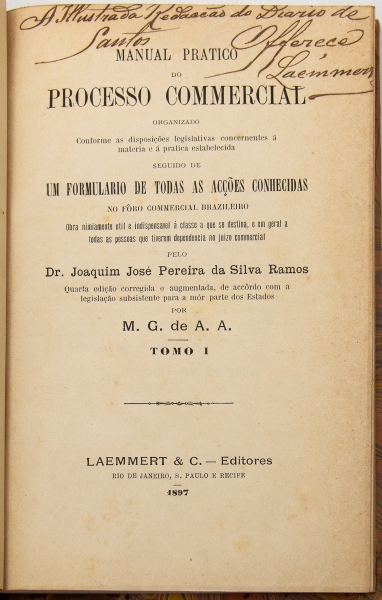 A Illustrada Redacção do Diario de
Santos Offerece
Laemmert
MANUAL PRATICO
DO
PROCESSO COMMERCIAL
ORGANIZADO
Conforme as disposições legislativas concernentes á
materia e á pratica estabelecida
SEGUIDO DE
UM FORMULARIO DE TODAS AS ACÇÕES CONHECIDAS
NO FÔRO COMMERCIAL BRAZILEIRO
Obra nimiamente util e indispensavel á classe a que se destina, e em geral a
todas as pessoas que tiverem dependencia no juizo commercial
PELO
Dr. Joaquim José Pereira da Silva Ramos
Quarta edição corregida e augmentada, de accôrdo com a
legislação subsistente para a mór parte dos Estados
POR
M. G. de A. A.
TOMO I
LAEMMERT & C. — Editores
RIO DE JANEIRO, S. PAULO E RECIFE
1897